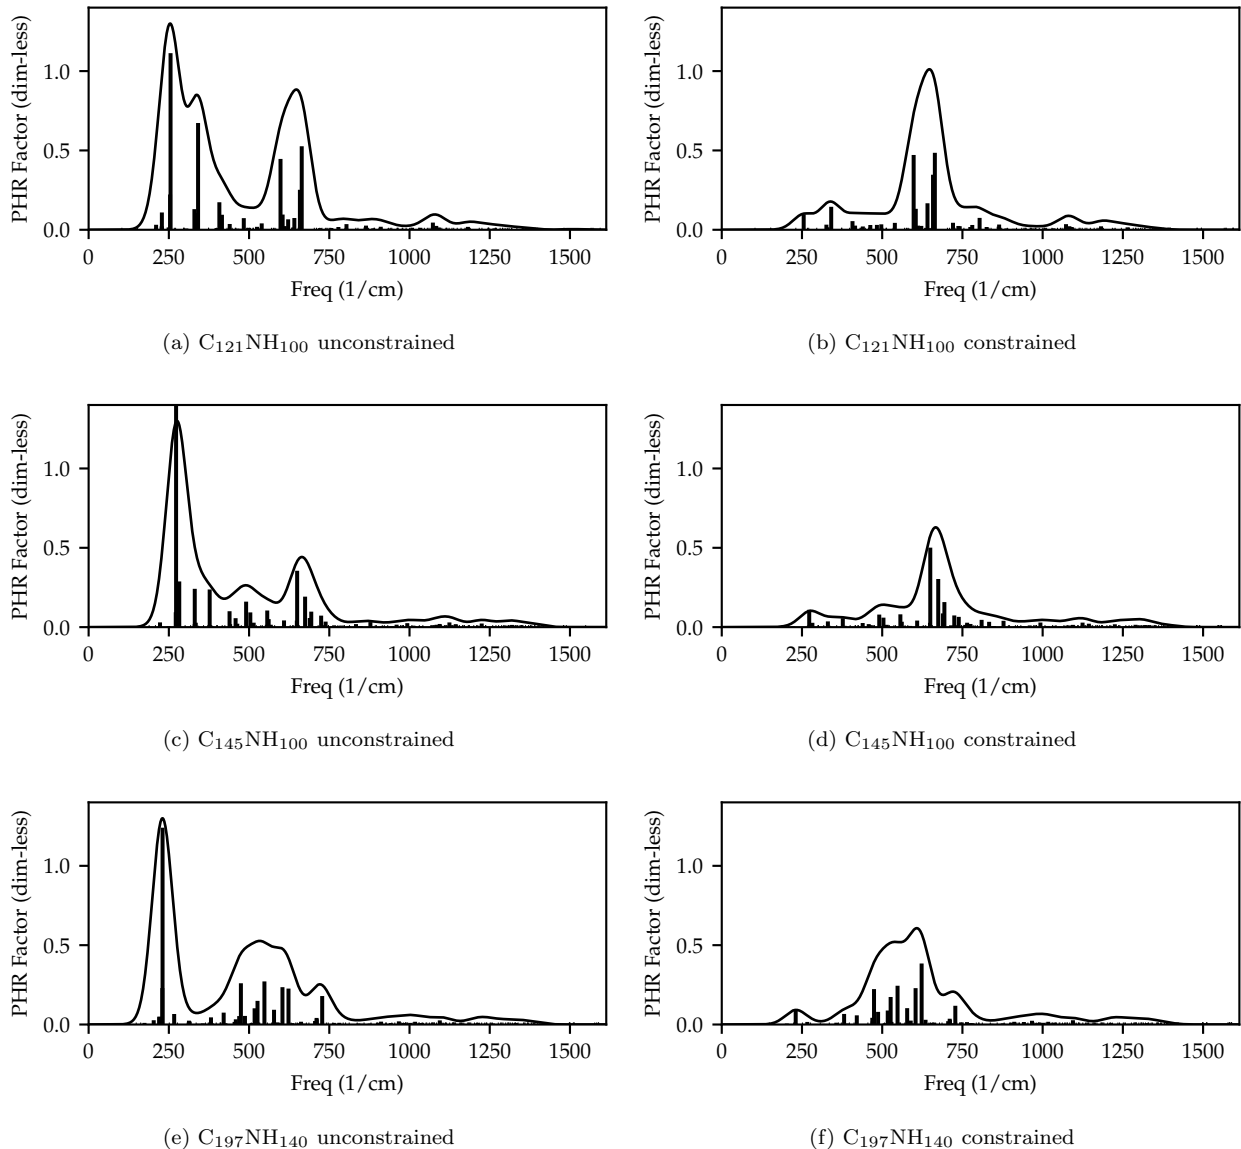 PHR Factor (dim-less)
1.0
0.5
0.0
0 250 500 750 1000 1250 1500
Freq (1/cm)
(a) C₁₂₁NH₁₀₀ unconstrained
PHR Factor (dim-less)
1.0
0.5
0.0
0 250 500 750 1000 1250 1500
Freq (1/cm)
(b) C₁₂₁NH₁₀₀ constrained
PHR Factor (dim-less)
1.0
0.5
0.0
0 250 500 750 1000 1250 1500
Freq (1/cm)
(c) C₁₄₅NH₁₀₀ unconstrained
PHR Factor (dim-less)
1.0
0.5
0.0
0 250 500 750 1000 1250 1500
Freq (1/cm)
(d) C₁₄₅NH₁₀₀ constrained
PHR Factor (dim-less)
1.0
0.5
0.0
0 250 500 750 1000 1250 1500
Freq (1/cm)
(e) C₁₉₇NH₁₄₀ unconstrained
PHR Factor (dim-less)
1.0
0.5
0.0
0 250 500 750 1000 1250 1500
Freq (1/cm)
(f) C₁₉₇NH₁₄₀ constrained